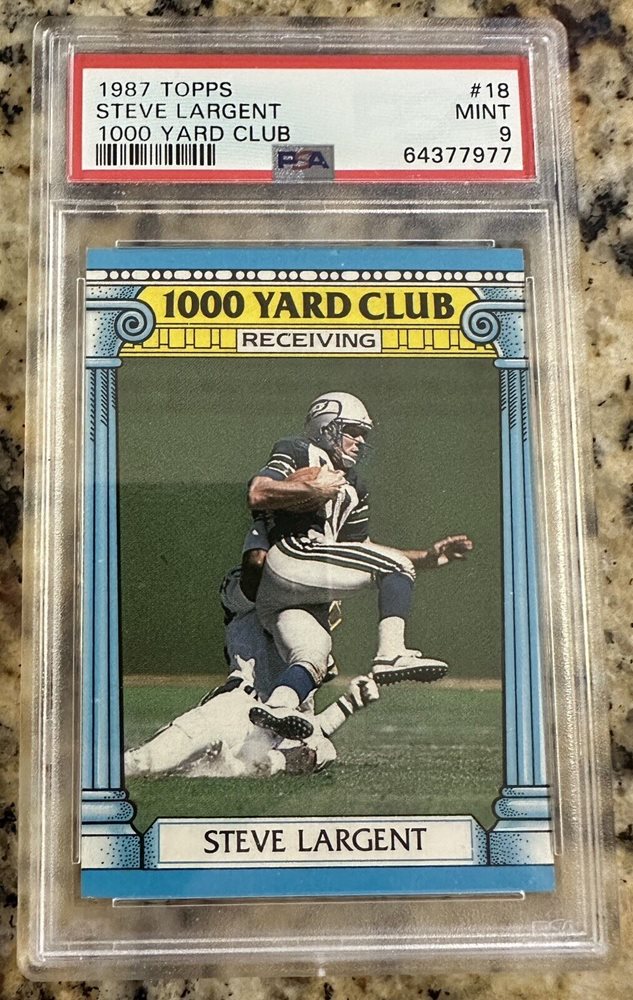 1987 TOPPS #18
STEVE LARGENT MINT
1000 YARD CLUB 9
PSA 64377977
1000 YARD CLUB
RECEIVING
STEVE LARGENT